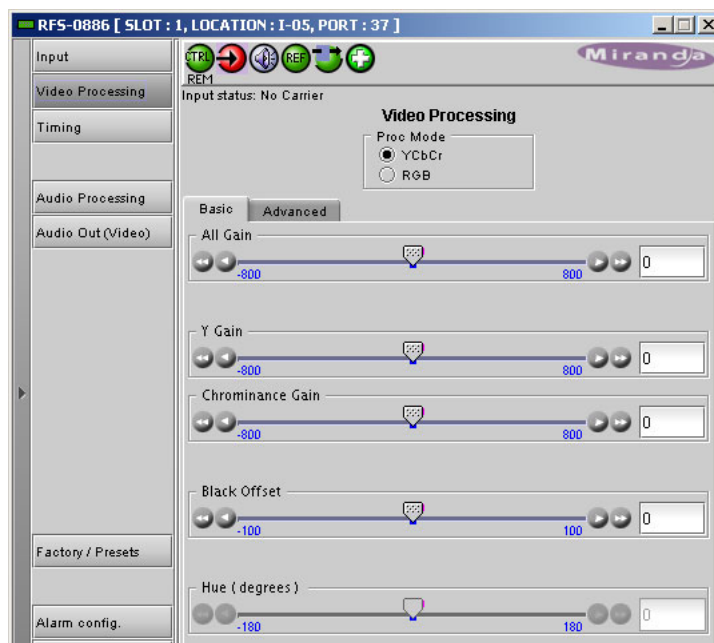 RFS-0886 [ SLOT : 1, LOCATION : I-05, PORT : 37 ]
Input
Video Processing
Timing
Audio Processing
Audio Out (Video)
Factory / Presets
Alarm config.
CTRL
REF
REM
Miranda
Input status: No Carrier
Video Processing
Proc Mode
YCbCr
RGB
Basic Advanced
All Gain
-800 800 0
Y Gain
-800 800 0
Chrominance Gain
-800 800 0
Black Offset
-100 100 0
Hue ( degrees )
-180 180 0